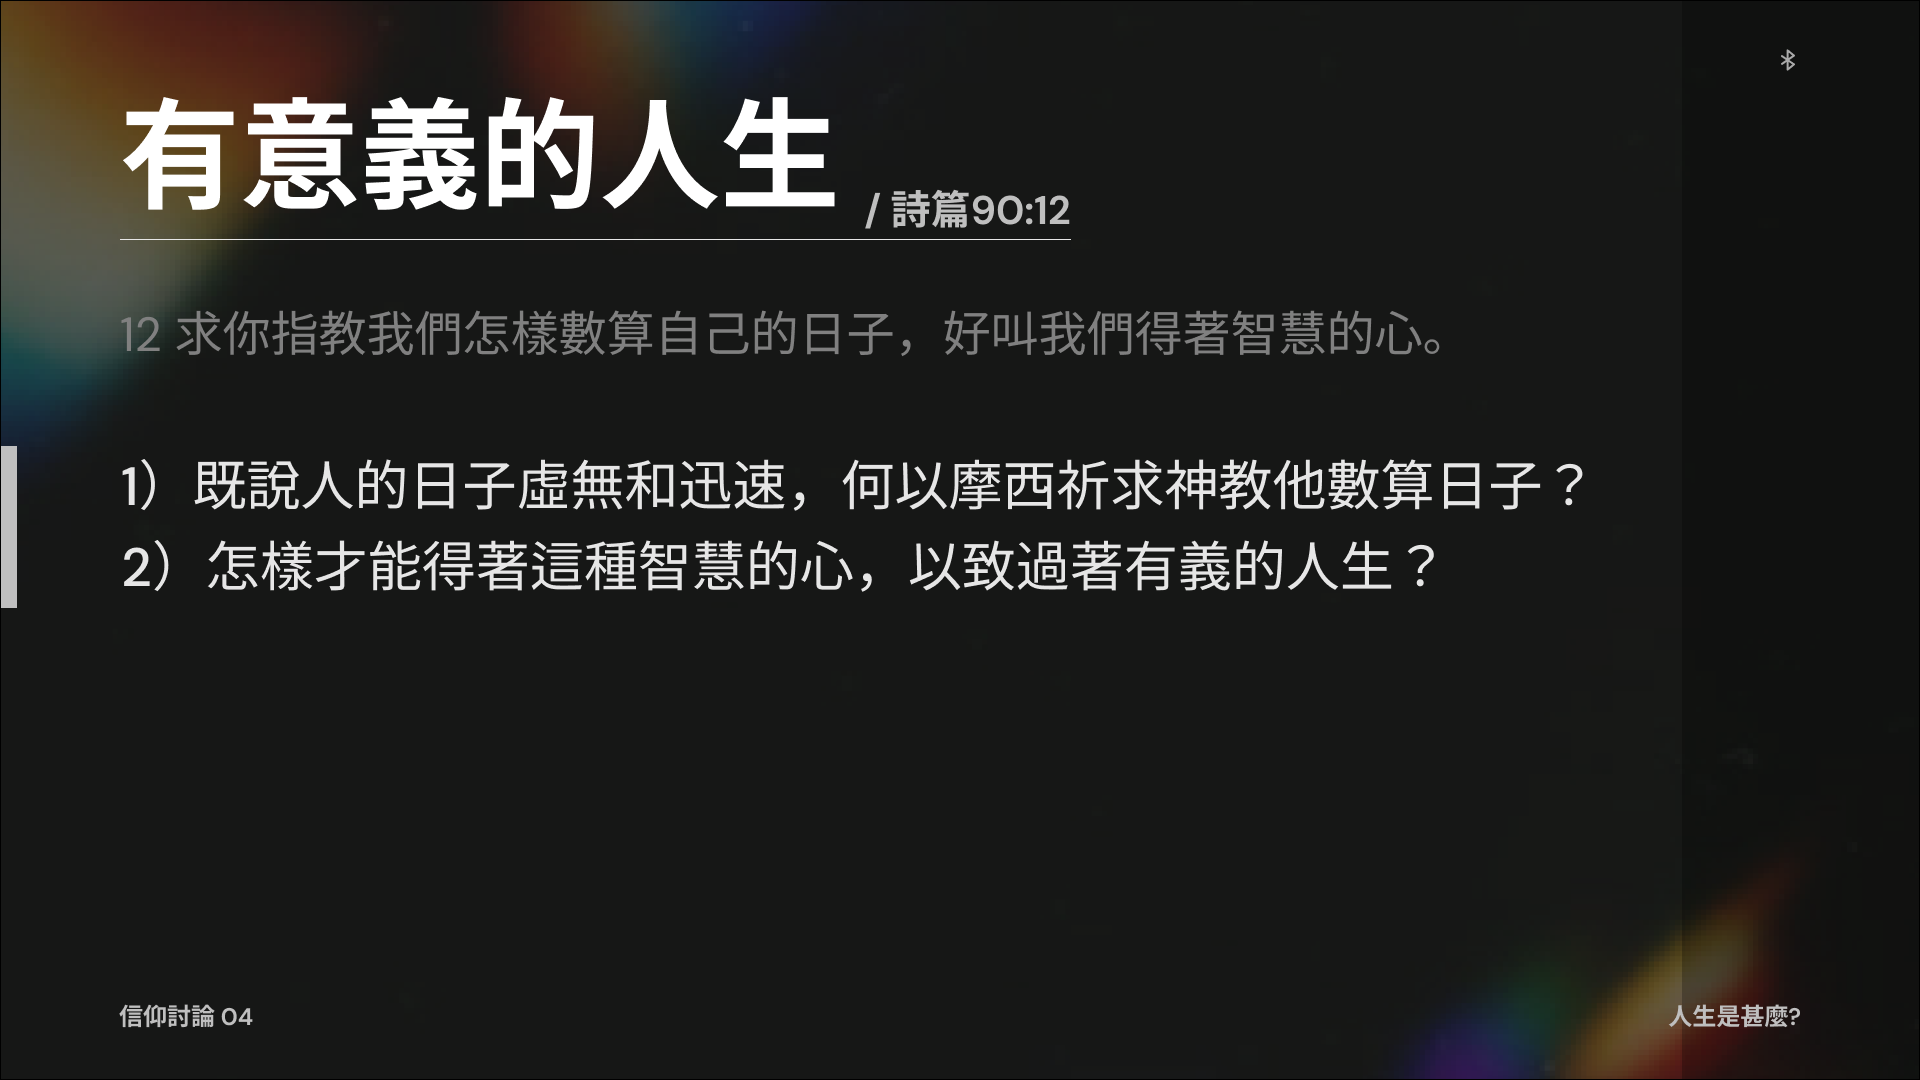 有意義的人生 / 詩篇90:12
12 求你指教我們怎樣數算自己的日子，好叫我們得著智慧的心。
1）既說人的日子虛無和迅速，何以摩西祈求神教他數算日子？
2）怎樣才能得著這種智慧的心，以致過著有義的人生？
信仰討論 04
人生是甚麼?